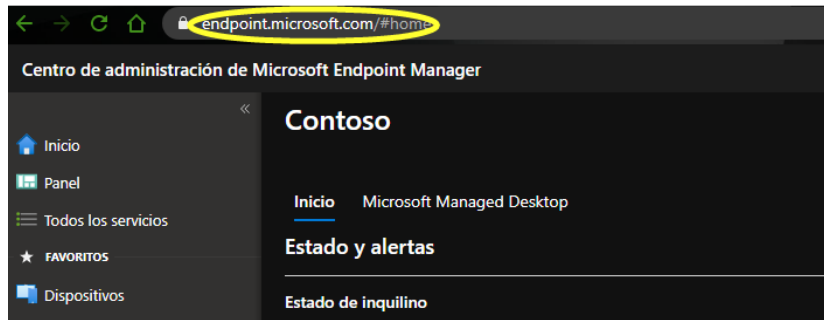 endpoint.microsoft.com/#home
Centro de administración de Microsoft Endpoint Manager
«
Inicio
Panel
Todos los servicios
FAVORITOS
Dispositivos
Contoso
Inicio Microsoft Managed Desktop
Estado y alertas
Estado de inquilino